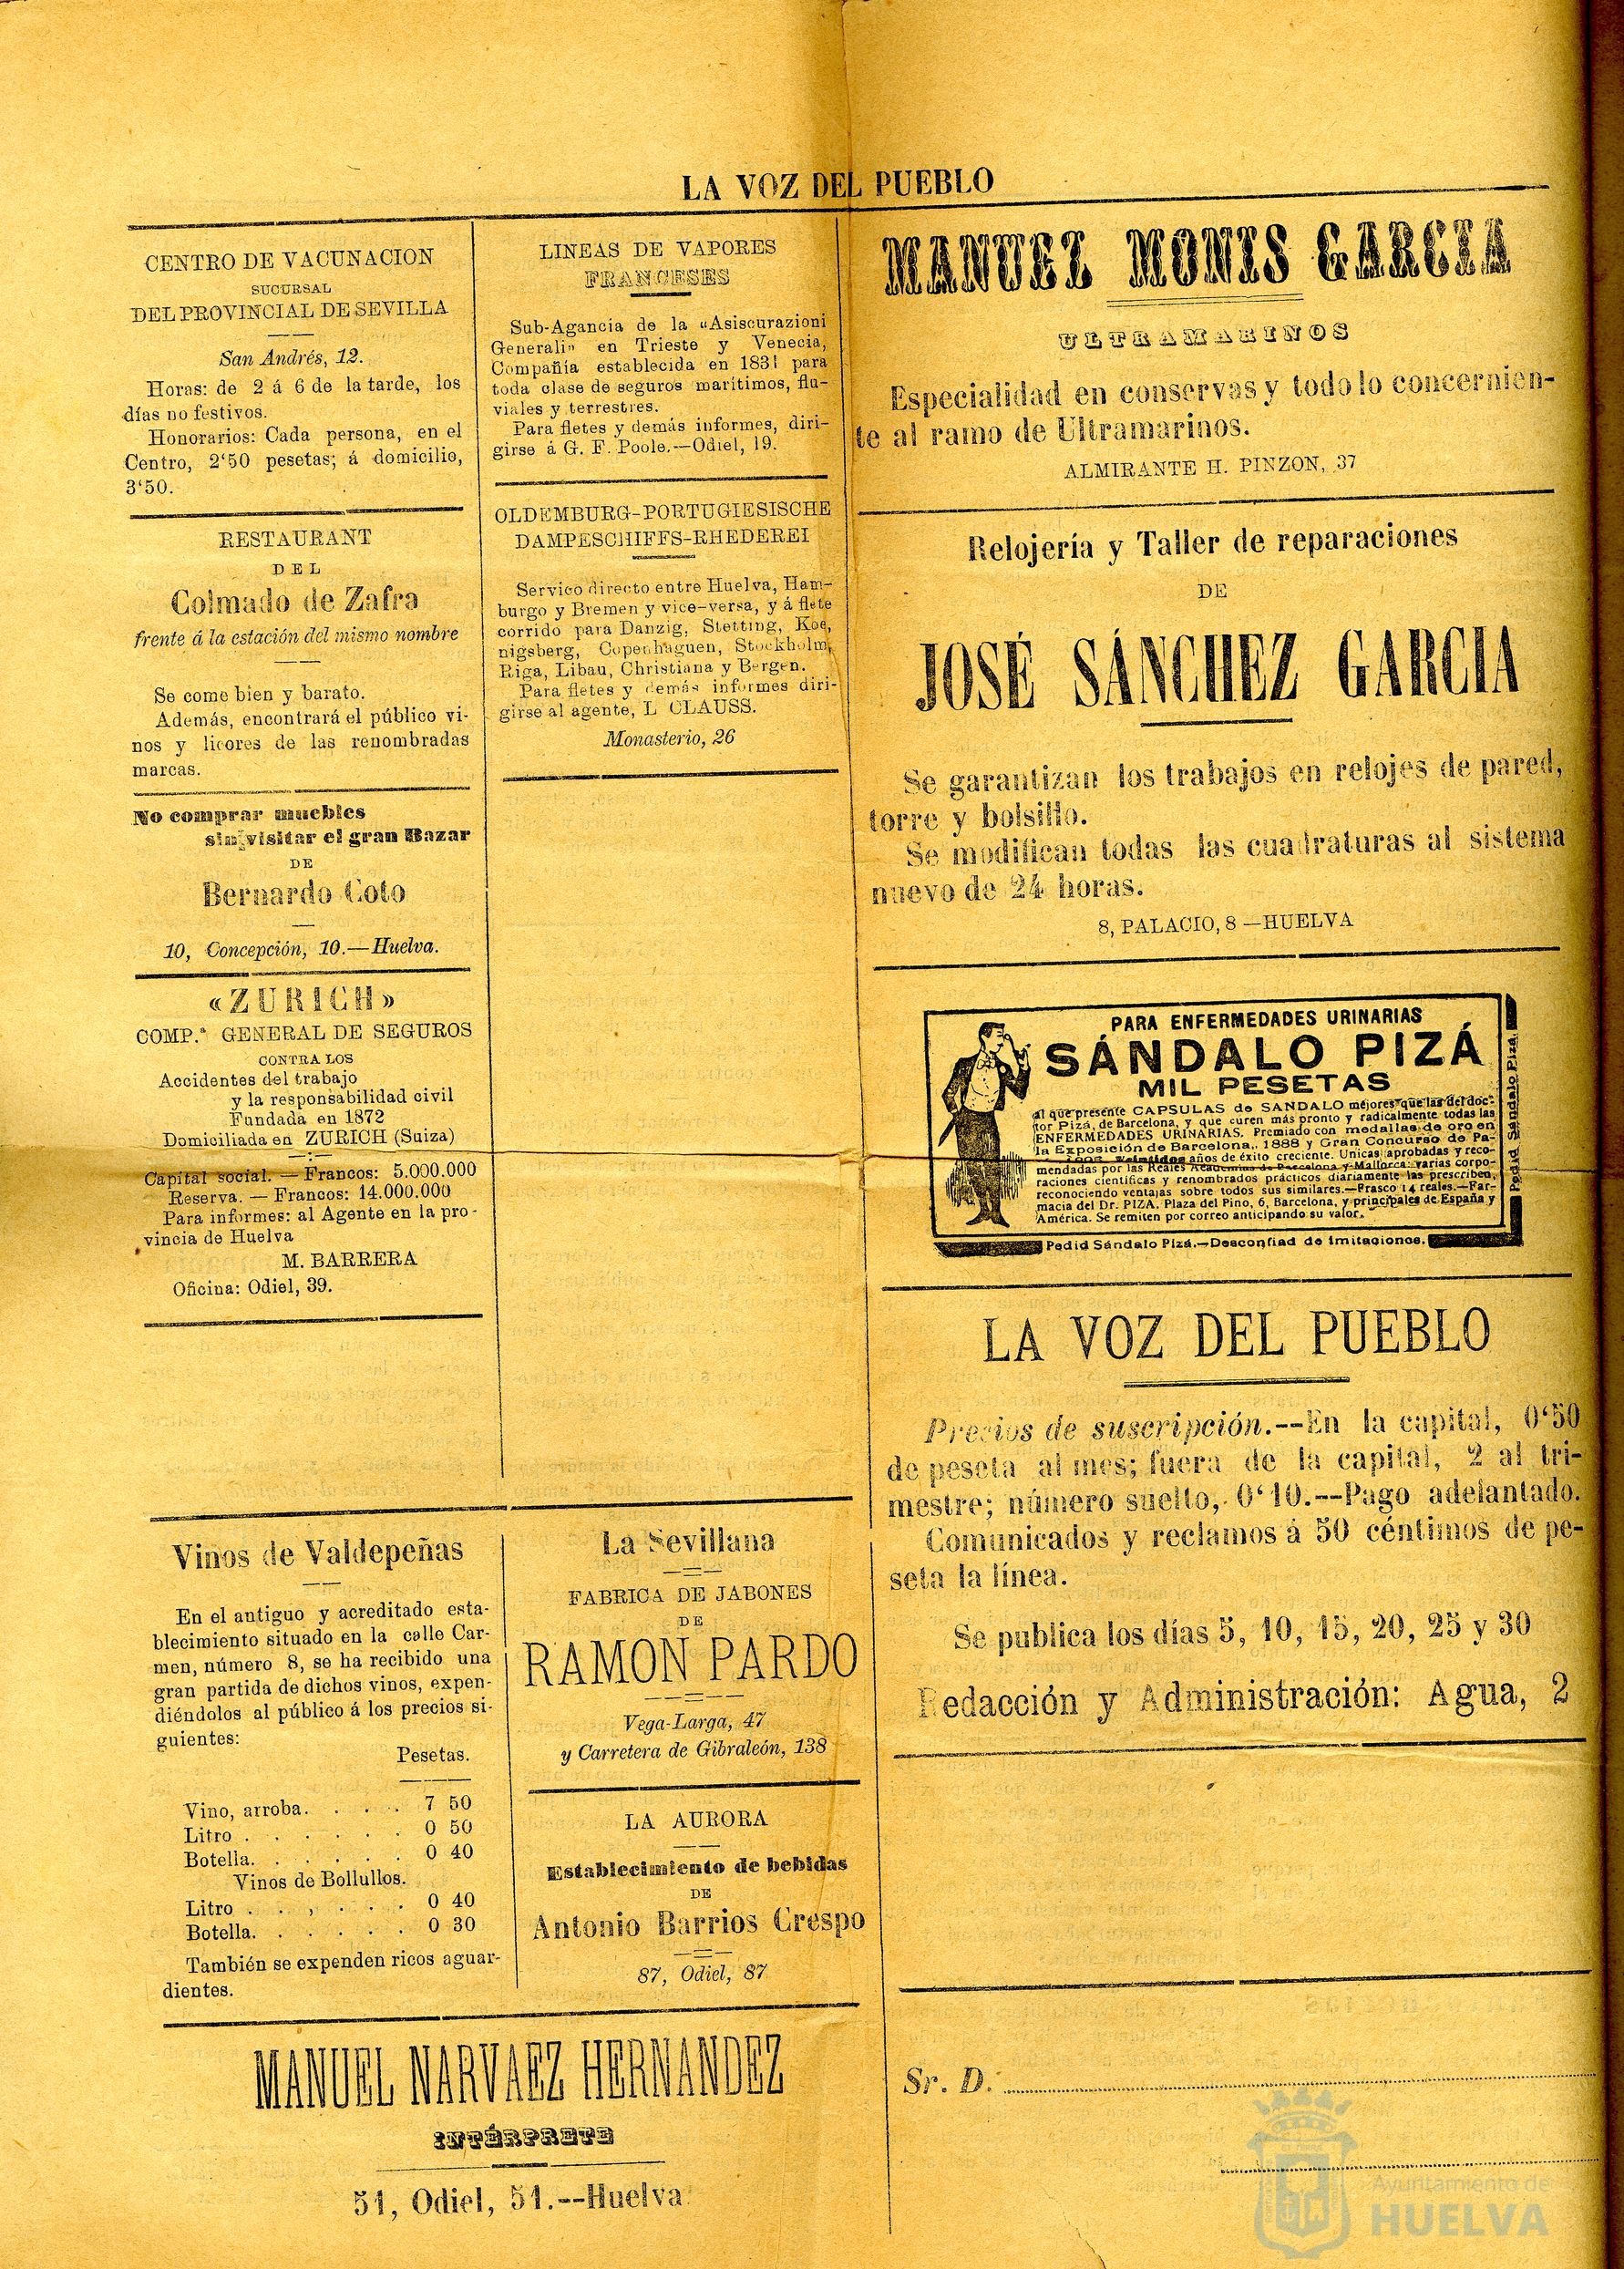 LA VOZ DEL PUEBLO
CENTRO DE VACUNACION
SUCURSAL
DEL PROVINCIAL DE SEVILLA
San Andrés, 12.
Horas: de 2 á 6 de la tarde, los
días no festivos.
Honorarios: Cada persona, en el
Centro, 2‘50 pesetas; á domicilio,
3‘50.
RESTAURANT
DEL
Colmado de Zafra
frente á la estación del mismo nombre
Se come bien y barato.
Además, encontrará el público vi-
nos y licores de las renombradas
marcas.
No comprar muebles
sin visitar el gran Bazar
DE
Bernardo Coto
10, Concepción, 10.—Huelva.
«ZURICH»
COMP.ª GENERAL DE SEGUROS
CONTRA LOS
Accidentes del trabajo
y la responsabilidad civil
Fundada en 1872
Domiciliada en ZURICH (Suiza)
Capital social. — Francos: 5.000.000
Reserva. — Francos: 14.000.000
Para informes: al Agente en la pro-
vincia de Huelva
M. BARRERA
Oficina: Odiel, 39.
LINEAS DE VAPORES
FRANCESES
Sub-Agancia de la «Asiscurazioni
Generali» en Trieste y Venecia,
Compañía establecida en 1831 para
toda clase de seguros marítimos, flu-
viales y terrestres.
Para fletes y demás informes, diri-
girse á G. F. Poole.—Odiel, 19.
OLDEMBURG-PORTUGIESISCHE
DAMPESCHIFFS-RHEDEREI
Servico directo entre Huelva, Ham-
burgo y Bremen y vice-versa, y á flete
corrido para Danzig, Stetting, Koe,
nigsberg, Copenhaguen, Stockholm,
Riga, Libau, Christiana y Bergen.
Para fletes y demás informes diri-
girse al agente, L CLAUSS.
Monasterio, 26
Vinos de Valdepeñas
En el antiguo y acreditado esta-
blecimiento situado en la calle Car-
men, número 8, se ha recibido una
gran partida de dichos vinos, expen-
diéndolos al público á los precios si-
guientes:
Pesetas.
Vino, arroba. . . . . 7 50
Litro . . . . . . 0 50
Botella. . . . . . 0 40
Vinos de Bollullos.
Litro . . , . . . 0 40
Botella. . . . . . 0 30
También se expenden ricos aguar-
dientes.
La Sevillana
FABRICA DE JABONES
DE
RAMON PARDO
Vega-Larga, 47
y Carretera de Gibraleón, 138
LA AURORA
Establecimiento de bebidas
DE
Antonio Barrios Crespo
87, Odiel, 87
MANUEL NARVAEZ HERNANDEZ
INTÉRPRETE
51, Odiel, 51.--Huelva
MANUEL MONIS GARCIA
ULTRAMARINOS
Especialidad en conservas y todo lo concernien-
te al ramo de Ultramarinos.
ALMIRANTE H. PINZON, 37
Relojería y Taller de reparaciones
DE
JOSÉ SÁNCHEZ GARCIA
Se garantizan los trabajos en relojes de pared,
torre y bolsillo.
Se modifican todas las cuadraturas al sistema
nuevo de 24 horas.
8, PALACIO, 8 —HUELVA
PARA ENFERMEDADES URINARIAS
SÁNDALO PIZÁ
MIL PESETAS
al que presente CAPSULAS de SANDALO mejores que las del doc-
tor Pizá, de Barcelona, y que curen más pronto y radicalmente todas las
ENFERMEDADES URINARIAS. Premiado con medallas de oro en
la Exposición de Barcelona, 1888 y Gran Concurso de Pa-
años de éxito creciente. Unicas aprobadas y reco-
mendadas por las Reales Academias de Barcelona y Mallorca: varias corpo-
raciones científicas y renombrados prácticos diariamente las prescriben,
reconociendo ventajas sobre todos sus similares.—Frasco 14 reales.—Far-
macia del Dr. PIZA, Plaza del Pino, 6, Barcelona, y principales de España y
América. Se remiten por correo anticipando su valor.
Pedid Sándalo Pizá.—Desconfiad de imitaciones.
Pedid Sándalo Pizá
LA VOZ DEL PUEBLO
Precios de suscripción.--En la capital, 0‘50
de peseta al mes; fuera de la capital, 2 al tri-
mestre; número suelto, 0‘10.--Pago adelantado.
Comunicados y reclamos á 50 céntimos de pe-
seta la línea.
Se publica los días 5, 10, 15, 20, 25 y 30
Redacción y Administración: Agua, 2
Sr. D.
Ayuntamiento de
HUELVA